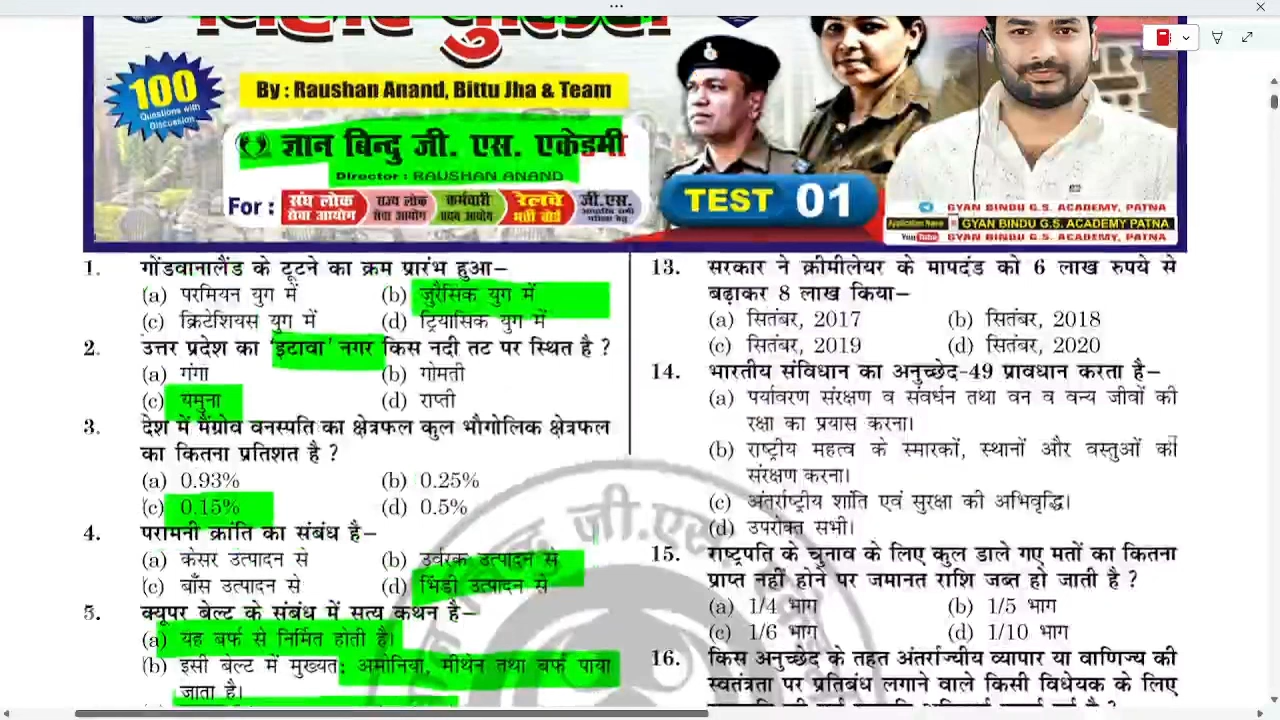 100
Questions with
Discussion
By : Raushan Anand, Bittu Jha & Team
ज्ञान बिन्दु जी. एस. एकेडमी
Director : RAUSHAN ANAND
For :
संघ लोक
सेवा आयोग
राज्य लोक
सेवा आयोग
कर्मचारी
चयन आयोग
रेलवे
भर्ती बोर्ड
जी.एस.
TEST 01
GYAN BINDU G.S. ACADEMY, PATNA
Application Name
GYAN BINDU G.S. ACADEMY PATNA
YouTube
GYAN BINDU G.S. ACADEMY, PATNA
1. गोंडवानालैंड के टूटने का क्रम प्रारंभ हुआ–
(a) परमियन युग में (b) जुरैसिक युग में
(c) क्रिटेशियस युग में (d) ट्रियासिक युग में
2. उत्तर प्रदेश का ‘इटावा’ नगर किस नदी तट पर स्थित है ?
(a) गंगा (b) गोमती
(c) यमुना (d) राप्ती
3. देश में मैंग्रोव वनस्पति का क्षेत्रफल कुल भौगोलिक क्षेत्रफल
का कितना प्रतिशत है ?
(a) 0.93% (b) 0.25%
(c) 0.15% (d) 0.5%
4. परामनी क्रांति का संबंध है–
(a) केसर उत्पादन से (b) उर्वरक उत्पादन से
(c) बाँस उत्पादन से (d) भिंडी उत्पादन से
5. क्यूपर बेल्ट के संबंध में सत्य कथन है–
(a) यह बर्फ से निर्मित होती है।
(b) इसी बेल्ट में मुख्यत: अमोनिया, मीथेन तथा बर्फ पाया
जाता है।
13. सरकार ने क्रीमीलेयर के मापदंड को 6 लाख रुपये से
बढ़ाकर 8 लाख किया–
(a) सितंबर, 2017 (b) सितंबर, 2018
(c) सितंबर, 2019 (d) सितंबर, 2020
14. भारतीय संविधान का अनुच्छेद-49 प्रावधान करता है–
(a) पर्यावरण संरक्षण व संवर्धन तथा वन व वन्य जीवों की
रक्षा का प्रयास करना।
(b) राष्ट्रीय महत्व के स्मारकों, स्थानों और वस्तुओं की
संरक्षण करना।
(c) अंतर्राष्ट्रीय शांति एवं सुरक्षा की अभिवृद्धि।
(d) उपरोक्त सभी।
15. राष्ट्रपति के चुनाव के लिए कुल डाले गए मतों का कितना
प्राप्त नहीं होने पर जमानत राशि जब्त हो जाती है ?
(a) 1/4 भाग (b) 1/5 भाग
(c) 1/6 भाग (d) 1/10 भाग
16. किस अनुच्छेद के तहत अंतर्राज्यीय व्यापार या वाणिज्य की
स्वतंत्रता पर प्रतिबंध लगाने वाले किसी विधेयक के लिए